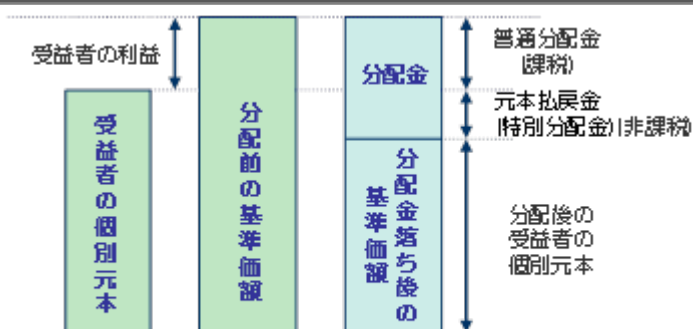 受益者の利益
受益者の個別元本
分配前の基準価額
分配金
分配金落ち後の
基準価額
普通分配金
(課税)
元本払戻金
(特別分配金)(非課税)
分配後の
受益者の
個別元本